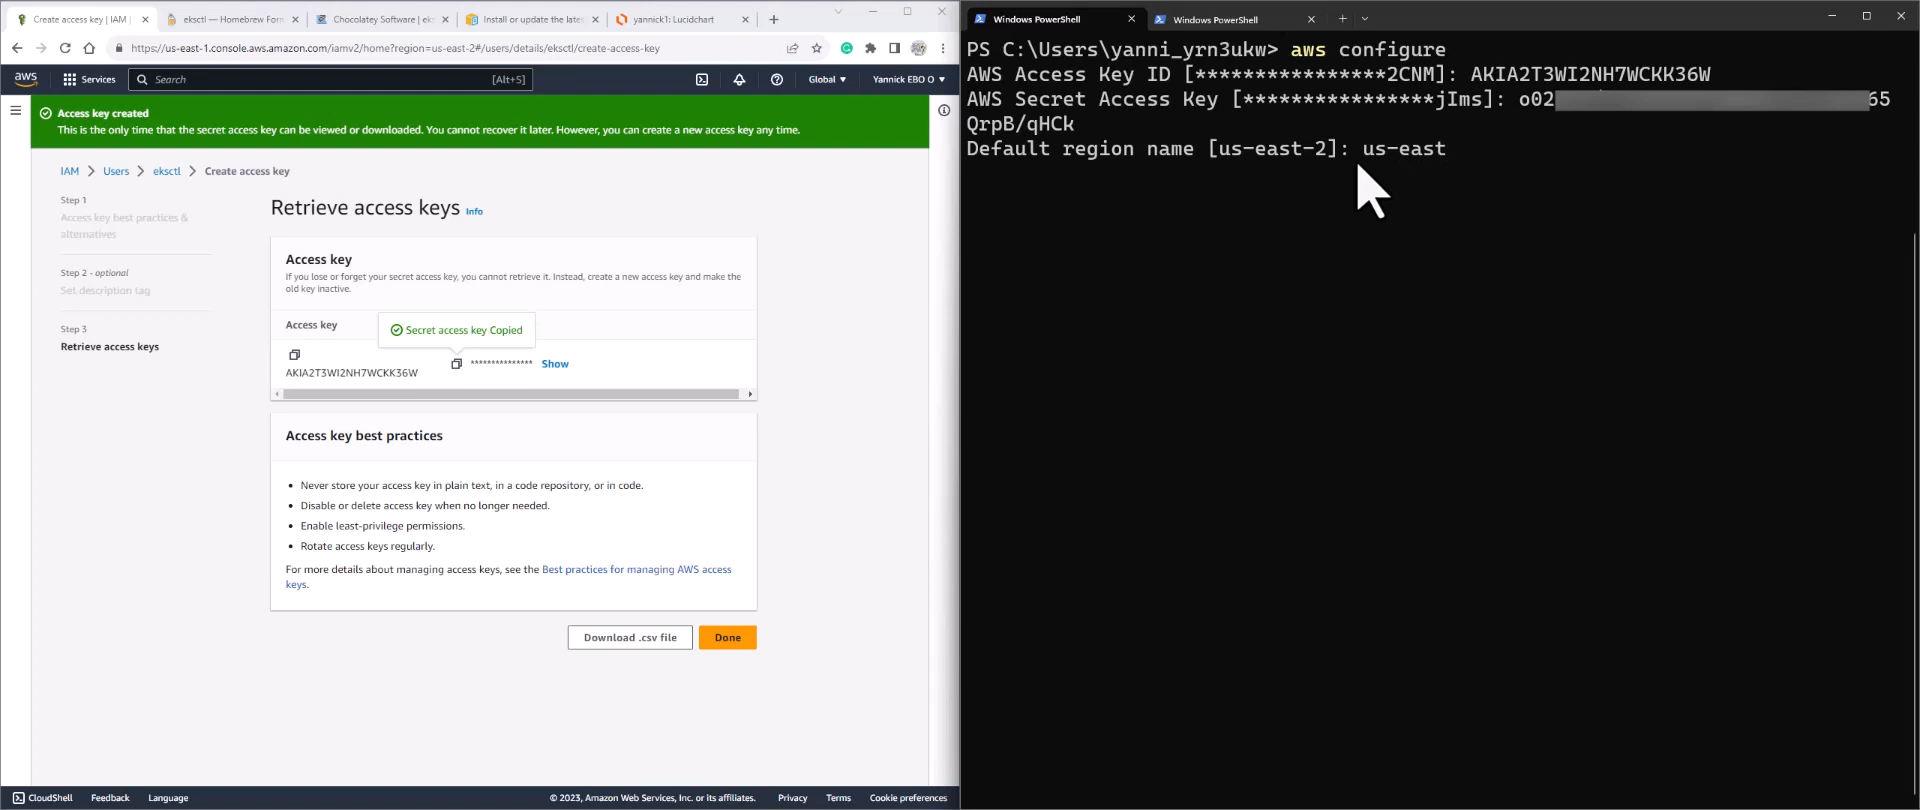 Create access key | IAM |
eksctl — Homebrew Form
Chocolatey Software | ek
Install or update the lates
yannick1: Lucidchart
https://us-east-1.console.aws.amazon.com/iamv2/home?region=us-east-2#/users/details/eksctl/create-access-key
aws
Services
Search
[Alt+S]
Global
Yannick EBO O
Access key created
This is the only time that the secret access key can be viewed or downloaded. You cannot recover it later. However, you can create a new access key any time.
IAM > Users > eksctl > Create access key
Step 1
Access key best practices &
alternatives
Step 2 - optional
Set description tag
Step 3
Retrieve access keys
Retrieve access keys Info
Access key
If you lose or forget your secret access key, you cannot retrieve it. Instead, create a new access key and make the
old key inactive.
Access key
Secret access key Copied
AKIA2T3WI2NH7WCKK36W
*************** Show
Access key best practices
• Never store your access key in plain text, in a code repository, or in code.
• Disable or delete access key when no longer needed.
• Enable least-privilege permissions.
• Rotate access keys regularly.
For more details about managing access keys, see the Best practices for managing AWS access
keys.
Download .csv file
Done
CloudShell
Feedback
Language
© 2023, Amazon Web Services, Inc. or its affiliates.
Privacy
Terms
Cookie preferences
Windows PowerShell
Windows PowerShell
PS C:\Users\yanni_yrn3ukw> aws configure
AWS Access Key ID [****************2CNM]: AKIA2T3WI2NH7WCKK36W
AWS Secret Access Key [****************jIms]: o02 65
QrpB/qHCk
Default region name [us-east-2]: us-east